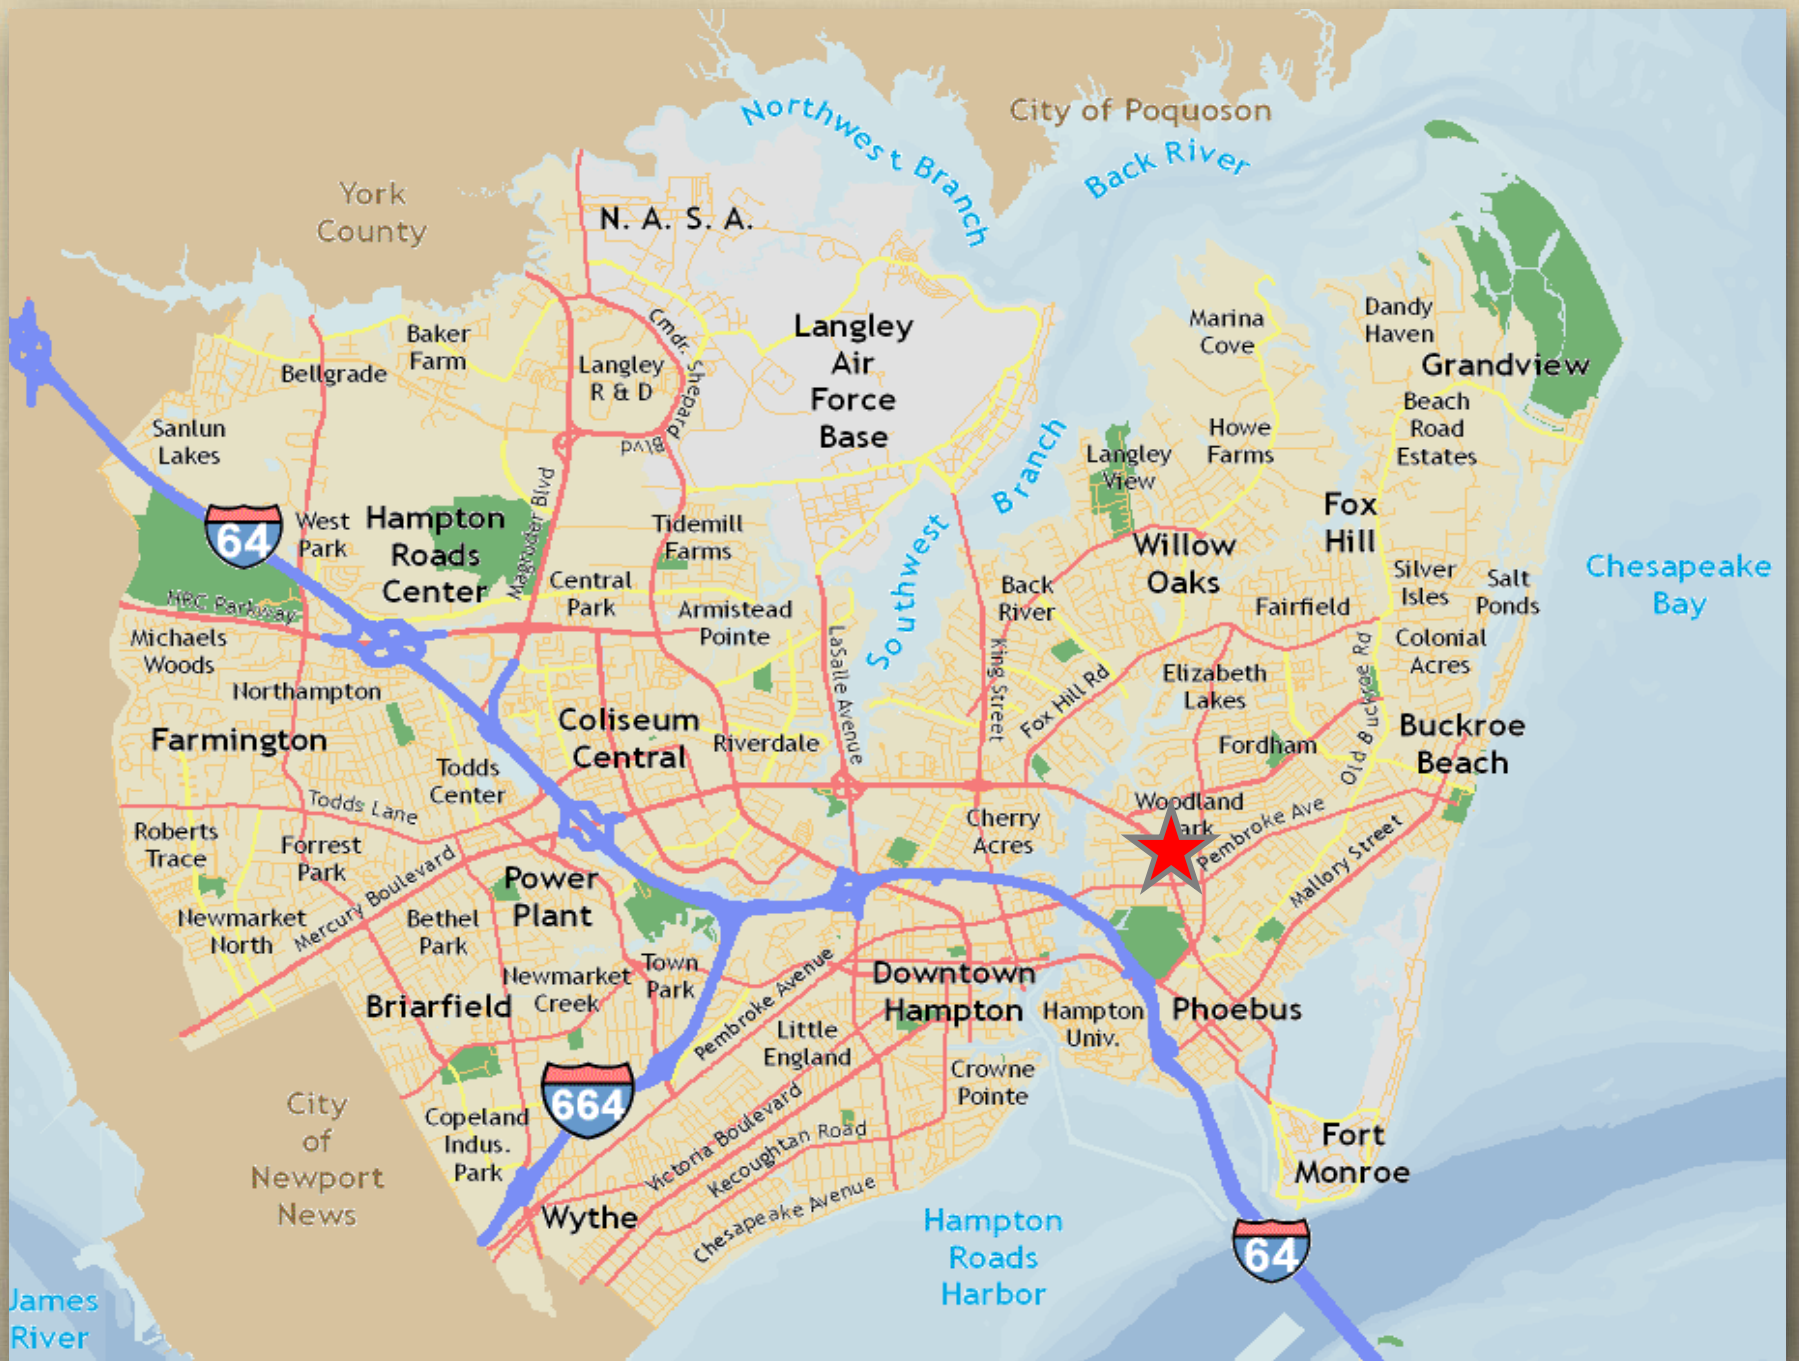 City of Poquoson
Northwest Branch
Back River
York
County
N. A. S. A.
Langley
Air
Force
Base
Marina
Cove
Dandy
Haven
Grandview
Baker
Farm
Bellgrade
Langley
R & D
Cmdr. Shepard Blvd
Beach
Road
Estates
Sanlun
Lakes
Howe
Farms
Langley
View
Southwest Branch
64
West
Park
Hampton
Roads
Center
Magruder Blvd
Tidemill
Farms
Fox
Hill
Willow
Oaks
Chesapeake
Bay
Central
Park
Back
River
Silver
Isles
Salt
Ponds
Fairfield
HRC Parkway
Armistead
Pointe
Michaels
Woods
Colonial
Acres
LaSalle Avenue
King Street
Fox Hill Rd
Elizabeth
Lakes
Old Buckroe Rd
Northampton
Farmington
Coliseum
Central
Riverdale
Fordham
Buckroe
Beach
Todds
Center
Todds Lane
Woodland
Park
Pembroke Ave
Mallory Street
Cherry
Acres
Roberts
Trace
Forrest
Park
Mercury Boulevard
Power
Plant
Newmarket
North
Bethel
Park
Newmarket
Creek
Town
Park
Pembroke Avenue
Downtown
Hampton
Hampton
Univ.
Phoebus
Briarfield
Little
England
Crowne
Pointe
664
City
of
Newport
News
Copeland
Indus.
Park
Victoria Boulevard
Kecoughtan Road
Chesapeake Avenue
Fort
Monroe
Wythe
Hampton
Roads
Harbor
64
James
River